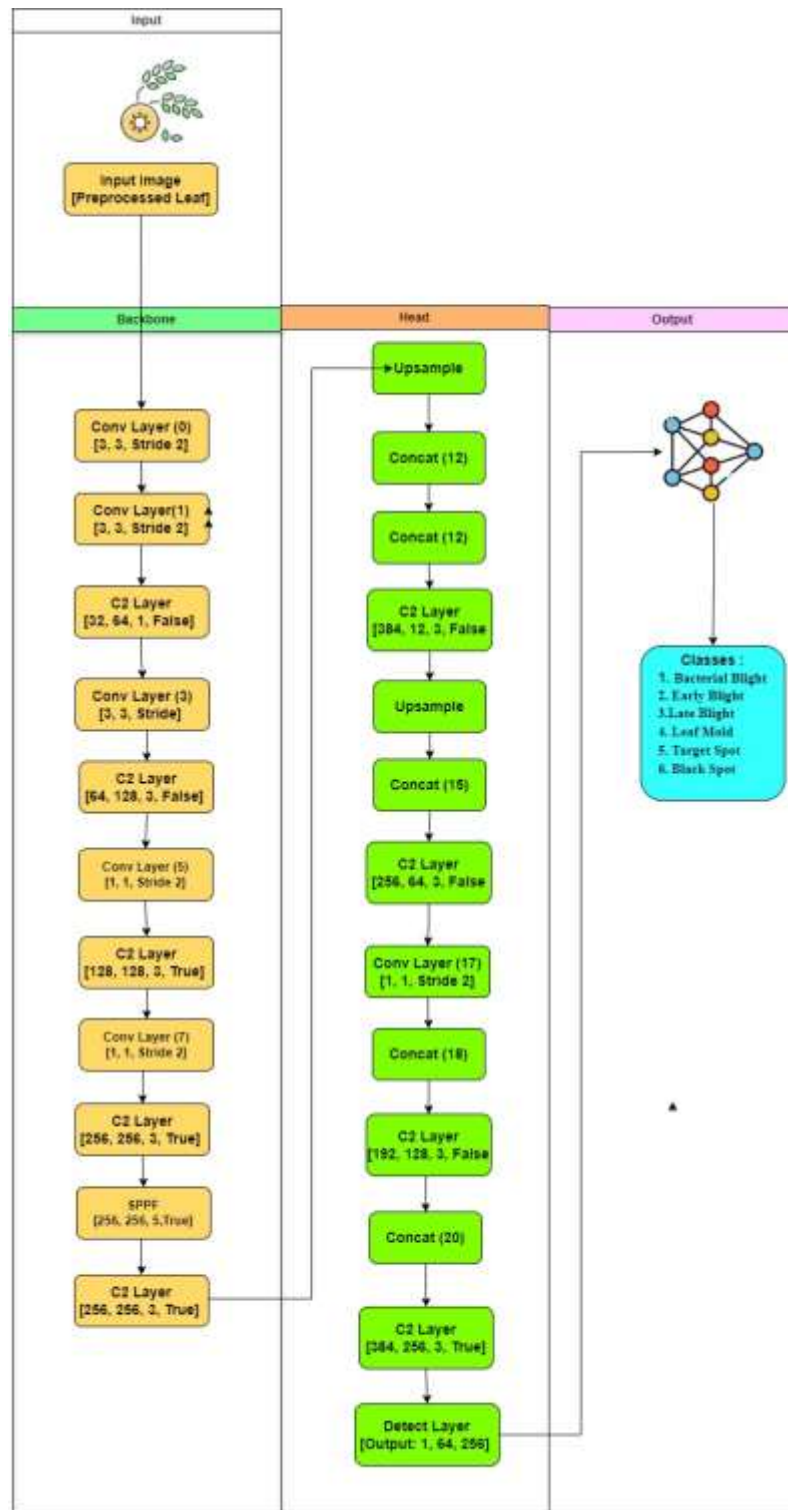 Input
Input Image
[Preprocessed Leaf]
Backbone
Conv Layer (0)
[3, 3, Stride 2]
Conv Layer(1)
[3, 3, Stride 2]
C2 Layer
[32, 64, 1, False]
Conv Layer (3)
[3, 3, Stride]
C2 Layer
[64, 128, 3, False]
Conv Layer (5)
[1, 1, Stride 2]
C2 Layer
[128, 128, 3, True]
Conv Layer (7)
[1, 1, Stride 2]
C2 Layer
[256, 256, 3, True]
SPPF
[256, 256, 5,True]
C2 Layer
[256, 256, 3, True]
Head
Upsample
Concat (12)
Concat (12)
C2 Layer
[384, 12, 3, False
Upsample
Concat (15)
C2 Layer
[256, 64, 3, False
Conv Layer (17)
[1, 1, Stride 2]
Concat (18)
C2 Layer
[192, 128, 3, False
Concat (20)
C2 Layer
[384, 256, 3, True]
Detect Layer
[Output: 1, 64, 256]
Output
Classes :
1. Bacterial Blight
2. Early Blight
3.Late Blight
4. Leaf Mold
5. Target Spot
6. Black Spot